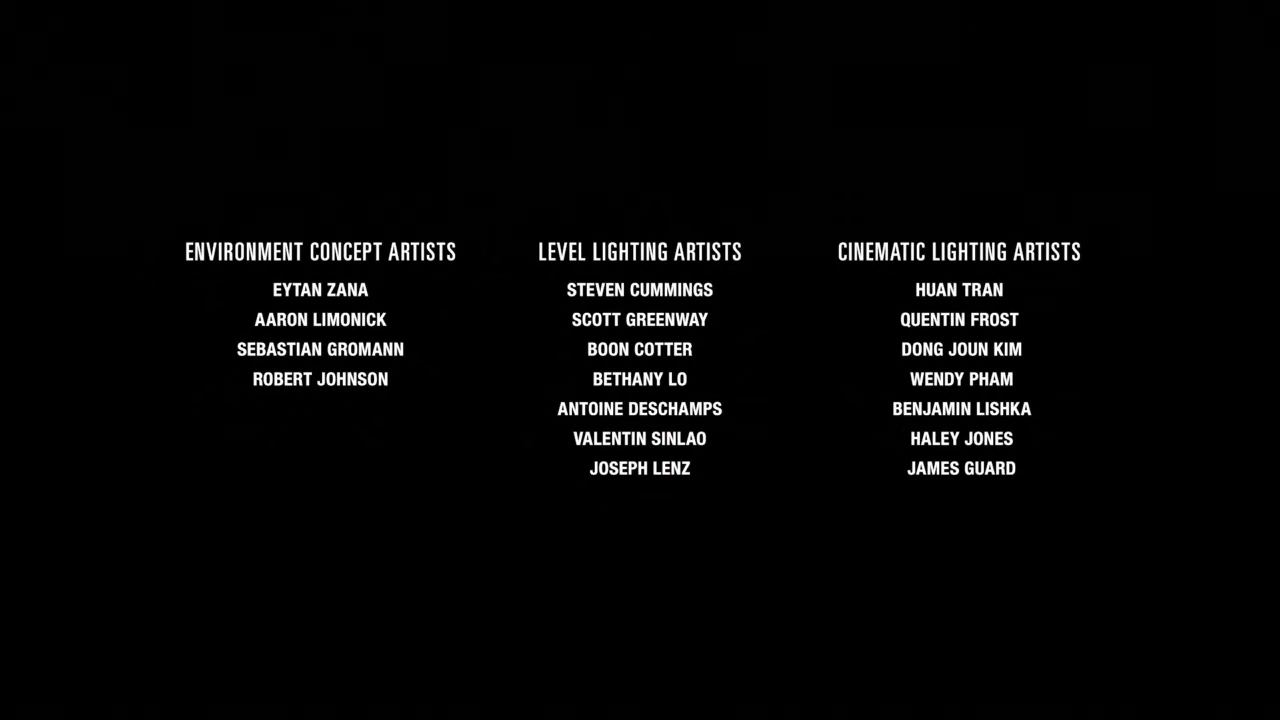 ENVIRONMENT CONCEPT ARTISTS
EYTAN ZANA
AARON LIMONICK
SEBASTIAN GROMANN
ROBERT JOHNSON
LEVEL LIGHTING ARTISTS
STEVEN CUMMINGS
SCOTT GREENWAY
BOON COTTER
BETHANY LO
ANTOINE DESCHAMPS
VALENTIN SINLAO
JOSEPH LENZ
CINEMATIC LIGHTING ARTISTS
HUAN TRAN
QUENTIN FROST
DONG JOUN KIM
WENDY PHAM
BENJAMIN LISHKA
HALEY JONES
JAMES GUARD